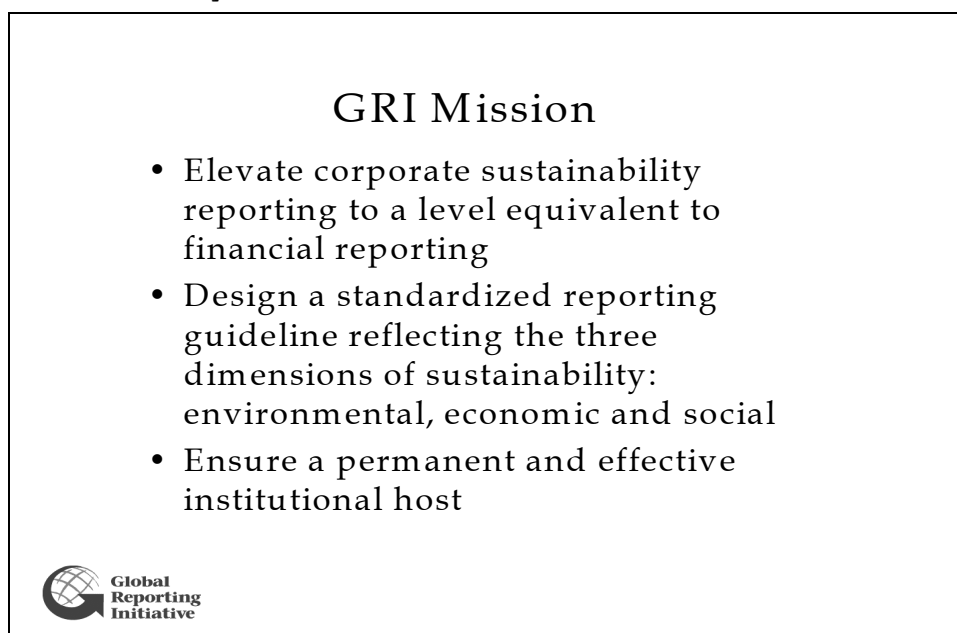 GRI Mission
• Elevate corporate sustainability
reporting to a level equivalent to
financial reporting
• Design a standardized reporting
guideline reflecting the three
dimensions of sustainability:
environmental, economic and social
• Ensure a permanent and effective
institutional host
Global
Reporting
Initiative